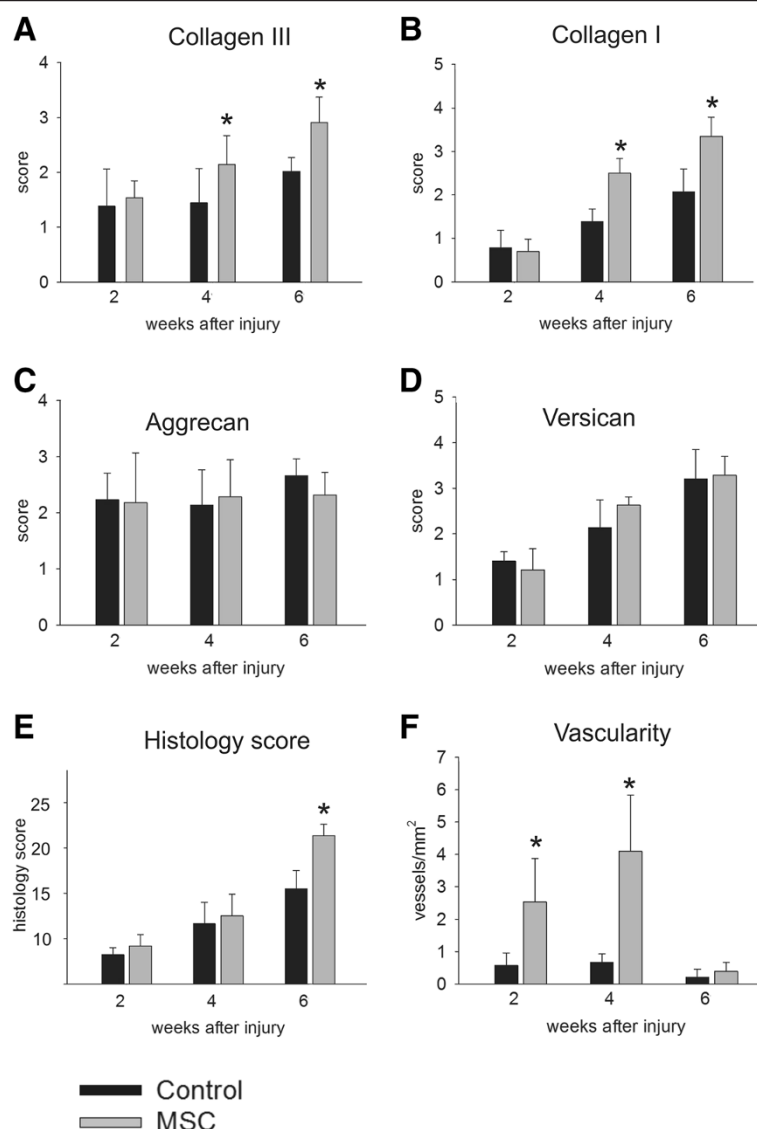 A
Collagen III
4
3
2
1
0
score
* *
2 4 6
weeks after injury
B
Collagen I
5
4
3
2
1
0
score
* *
2 4 6
weeks after injury
C
Aggrecan
4
3
2
1
0
score
2 4 6
weeks after injury
D
Versican
5
4
3
2
1
0
score
2 4 6
weeks after injury
E
Histology score
25
20
15
10
histology score
*
2 4 6
weeks after injury
F
Vascularity
7
6
5
4
3
2
1
0
vessels/mm²
* *
2 4 6
weeks after injury
Control
MSC